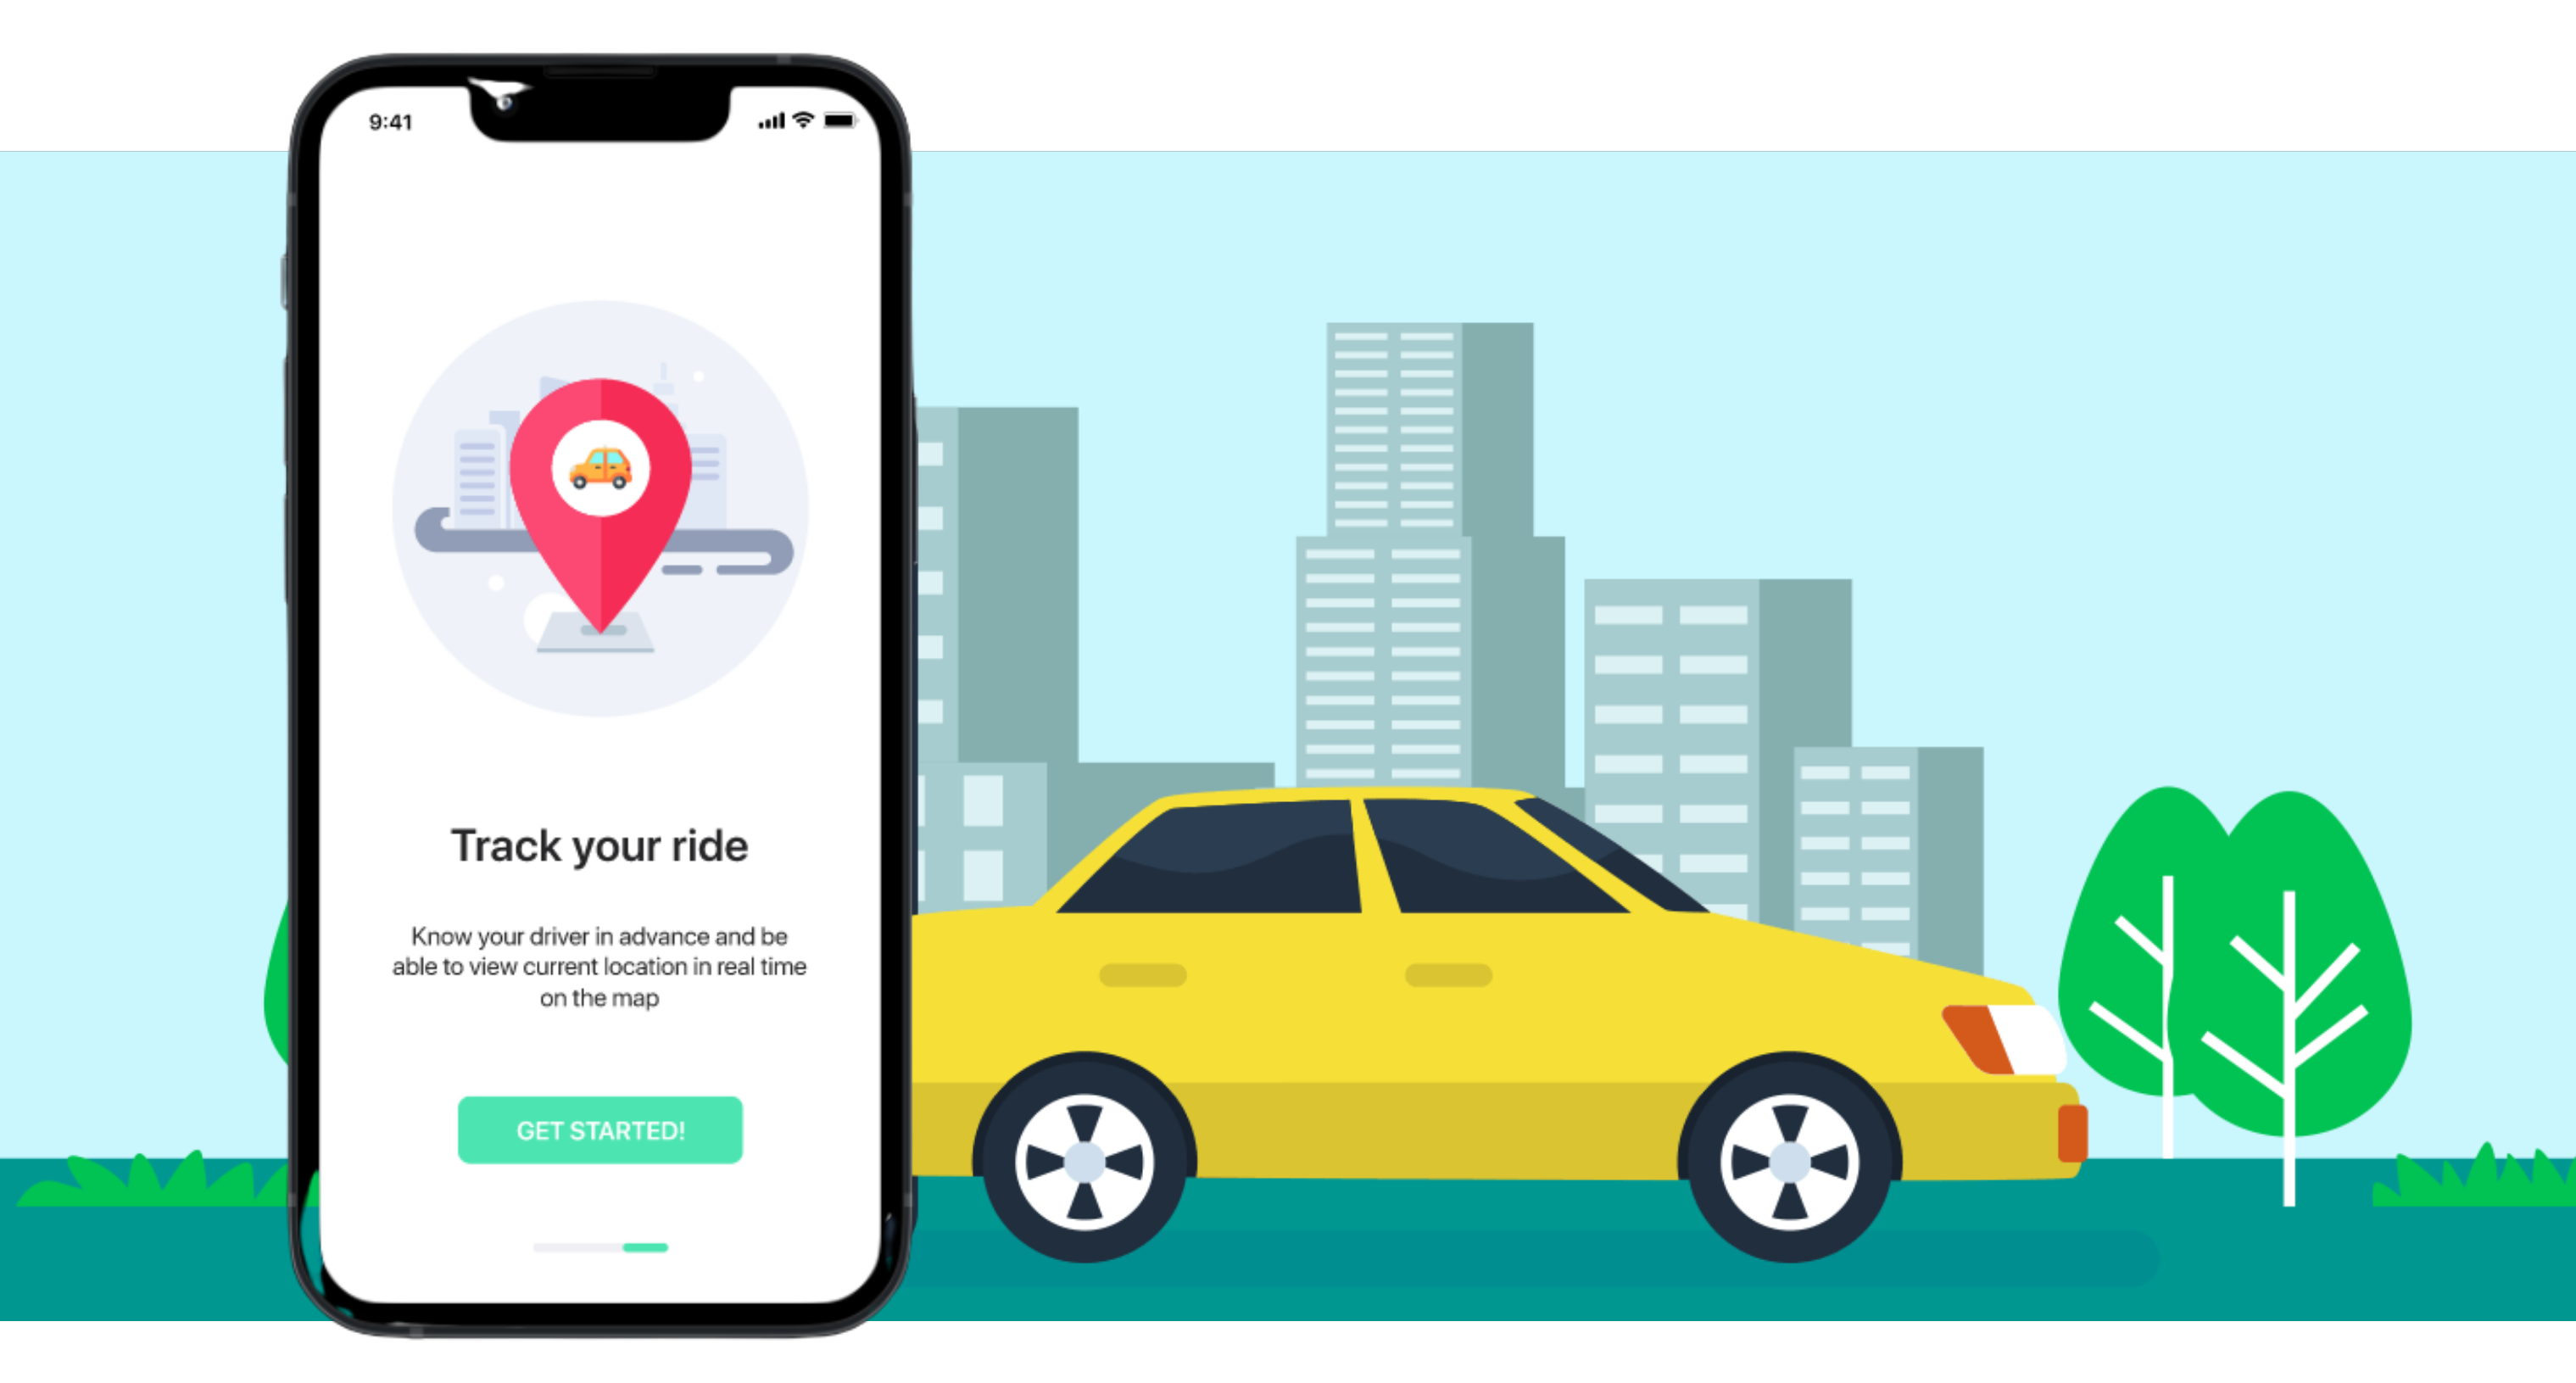 9:41
Track your ride
Know your driver in advance and be
able to view current location in real time
on the map
GET STARTED!